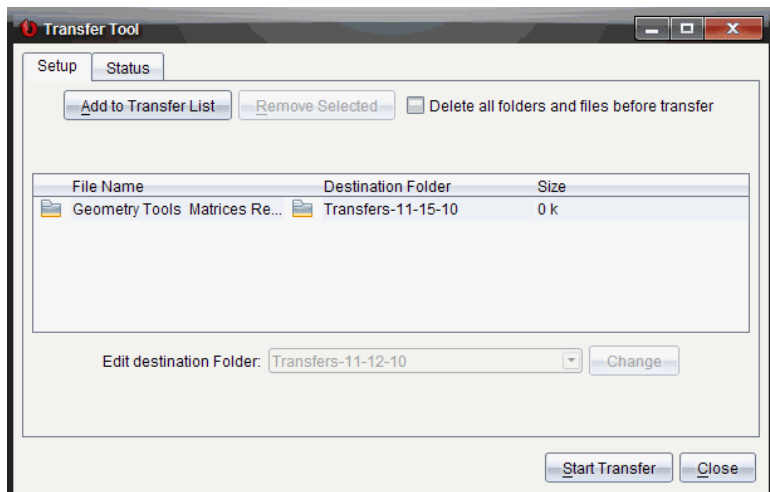 Transfer Tool
Setup Status
Add to Transfer List Remove Selected Delete all folders and files before transfer
File Name Destination Folder Size
Geometry Tools Matrices Re... Transfers-11-15-10 0 k
Edit destination Folder: Transfers-11-12-10 Change
Start Transfer Close